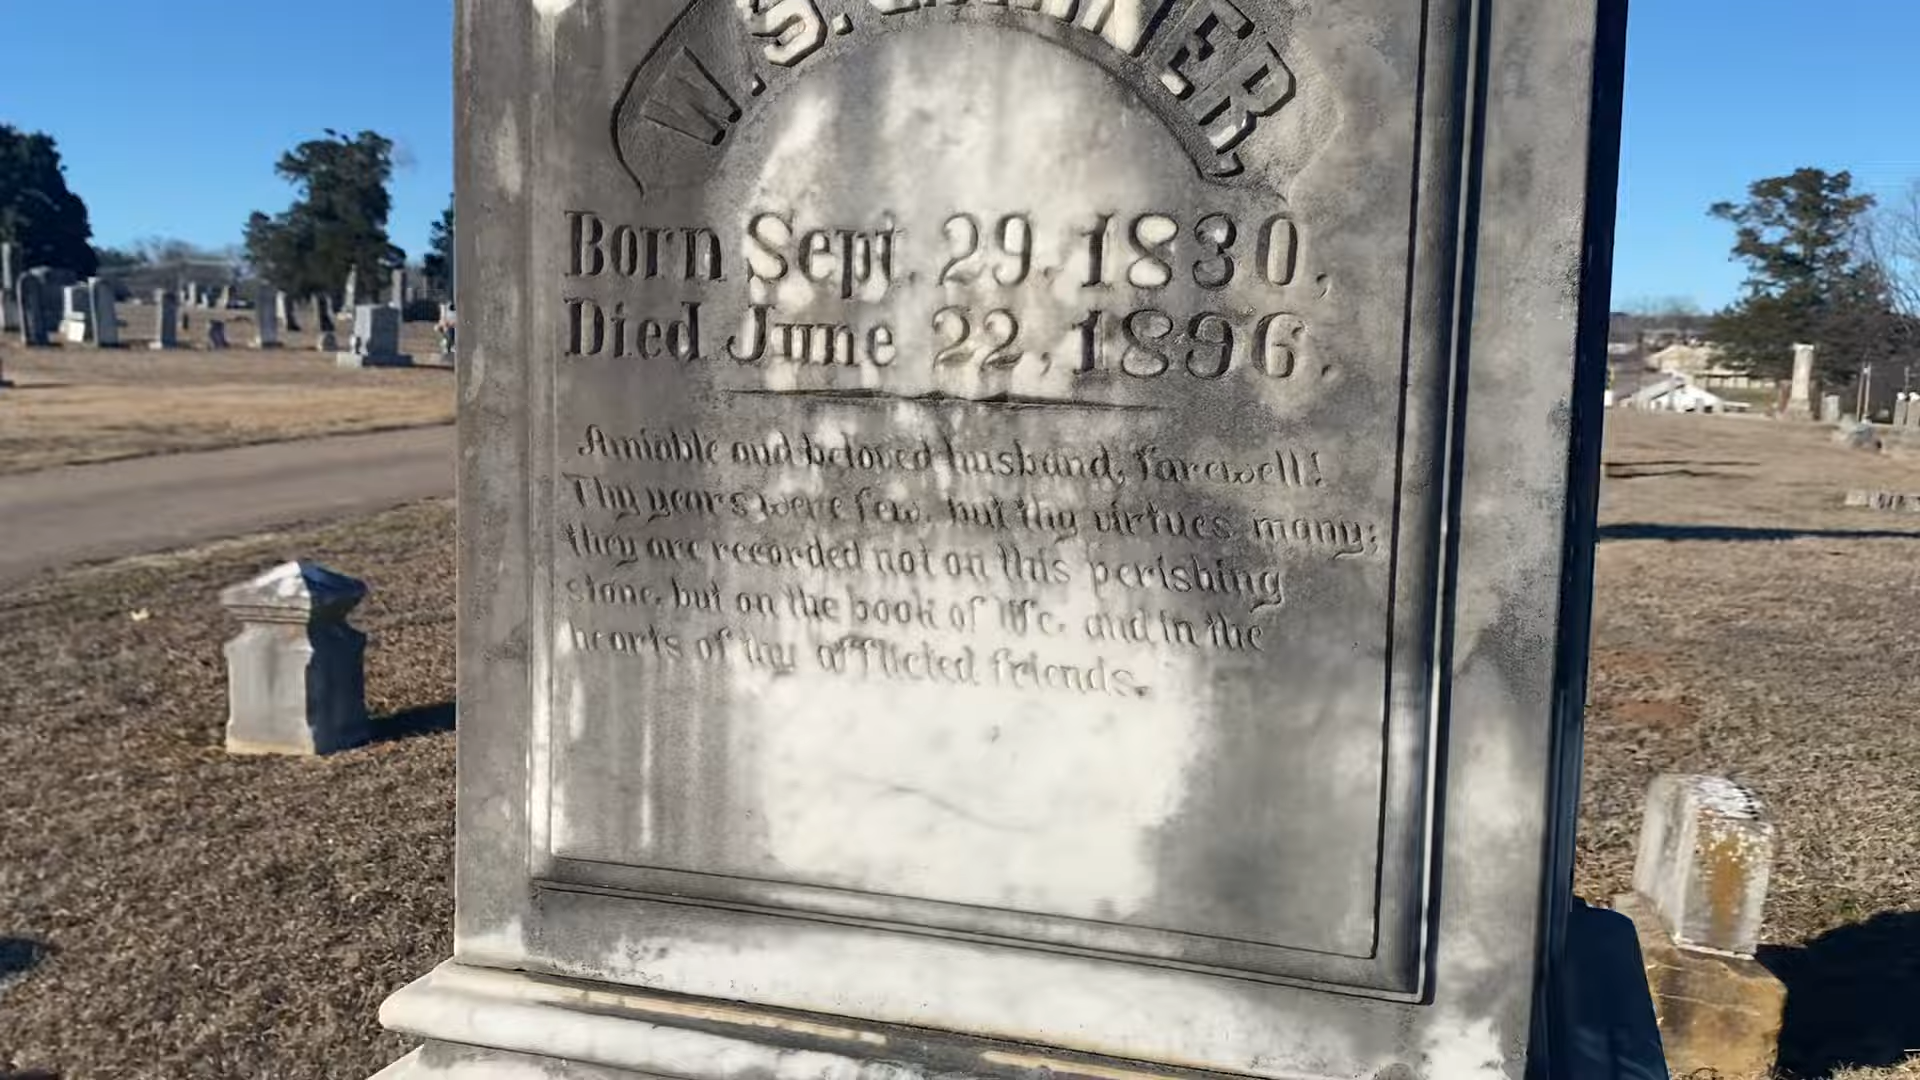 W. S.
Born Sept. 29, 1830,
Died June 22, 1896.
Amiable and beloved husband, farewell!
Thy years were few, but thy virtues many;
they are recorded not on this perishing
stone, but on the book of life, and in the
hearts of thy afflicted friends.